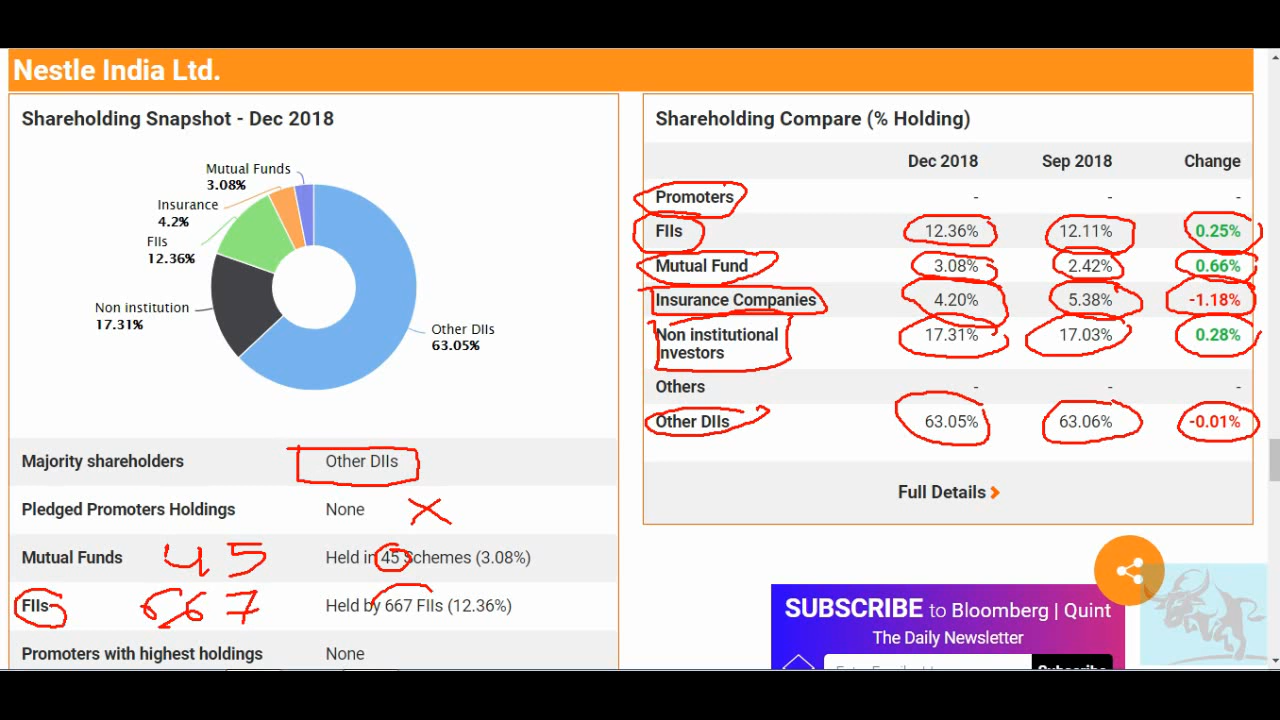 Nestle India Ltd.
Shareholding Snapshot - Dec 2018
Mutual Funds
3.08%
Insurance
4.2%
FIIs
12.36%
Non institution
17.31%
Other DIIs
63.05%
Majority shareholders Other DIIs
Pledged Promoters Holdings None
Mutual Funds 45 Held in 45 Schemes (3.08%)
FIIs 667 Held by 667 FIIs (12.36%)
Promoters with highest holdings None
Shareholding Compare (% Holding)
Dec 2018 Sep 2018 Change
Promoters - - -
FIIs 12.36% 12.11% 0.25%
Mutual Fund 3.08% 2.42% 0.66%
Insurance Companies 4.20% 5.38% -1.18%
Non institutional 17.31% 17.03% 0.28%
nvestors
Others - - -
Other DIIs 63.05% 63.06% -0.01%
Full Details
SUBSCRIBE to Bloomberg | Quint
The Daily Newsletter
Subscribe